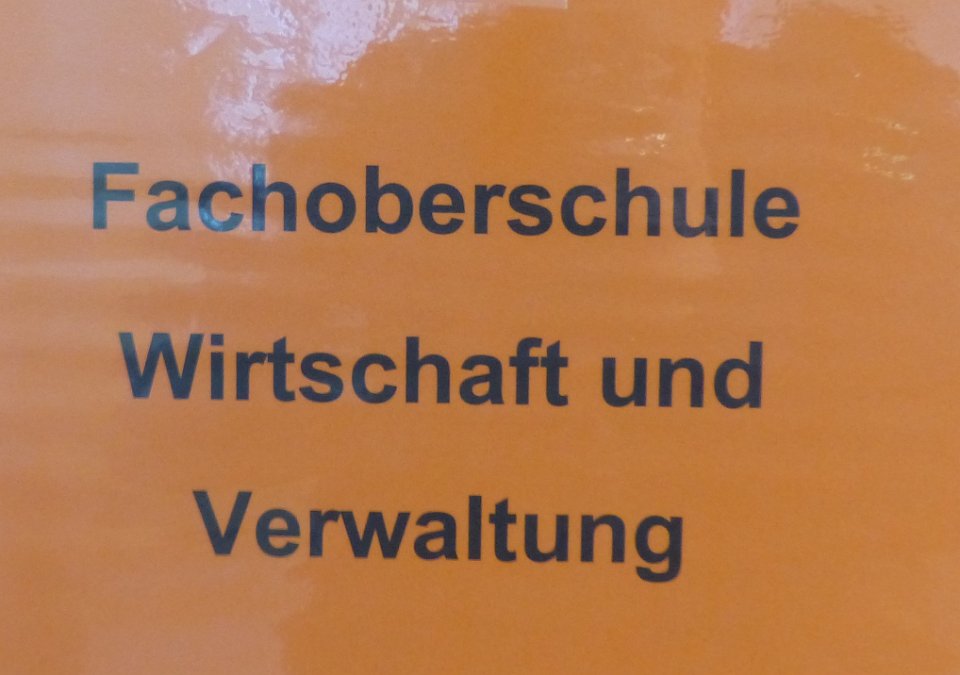 Fachoberschule
Wirtschaft und
Verwaltung